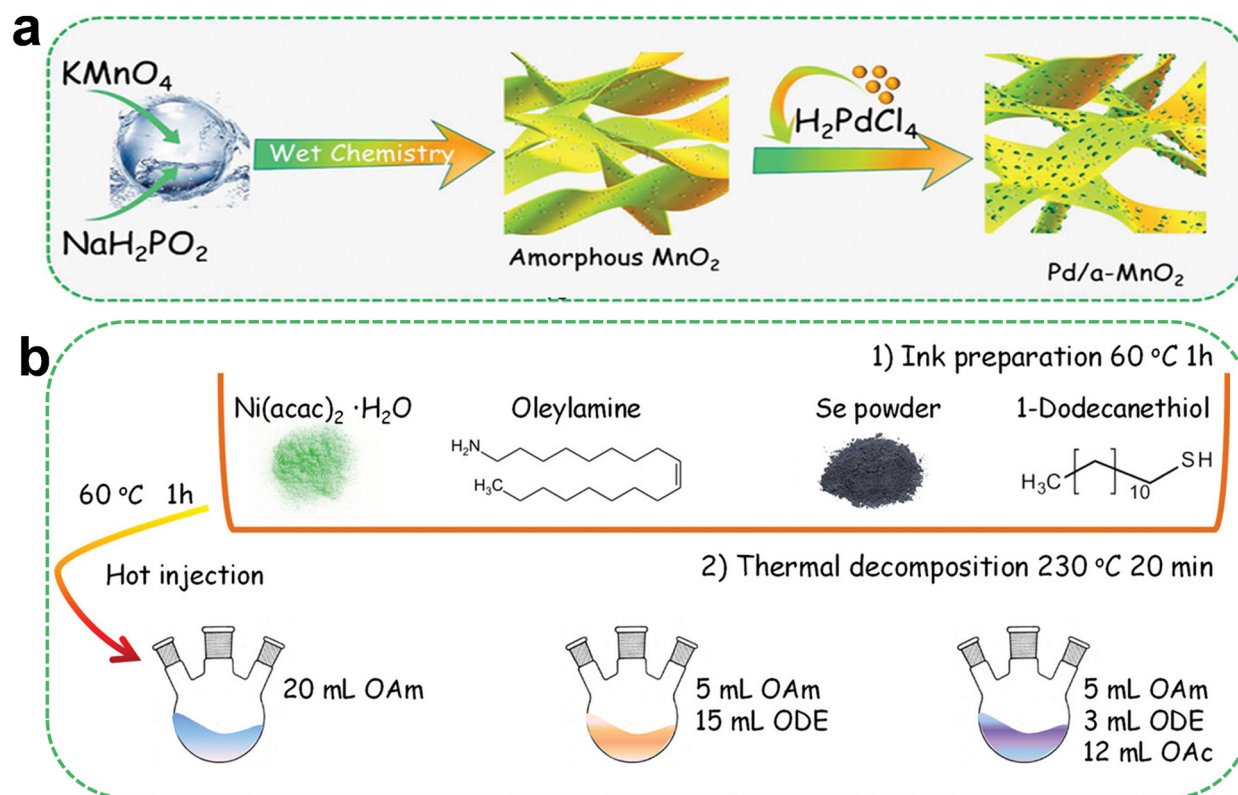 a
KMnO₄
NaH₂PO₂
Wet Chemistry
Amorphous MnO₂
H₂PdCl₄
Pd/a-MnO₂
b
1) Ink preparation 60 °C 1h
Ni(acac)₂ ·H₂O
Oleylamine
Se powder
1-Dodecanethiol
H₂N
H₃C
H₃C
10
SH
60 °C 1h
Hot injection
2) Thermal decomposition 230 °C 20 min
20 mL OAm
5 mL OAm
15 mL ODE
5 mL OAm
3 mL ODE
12 mL OAc